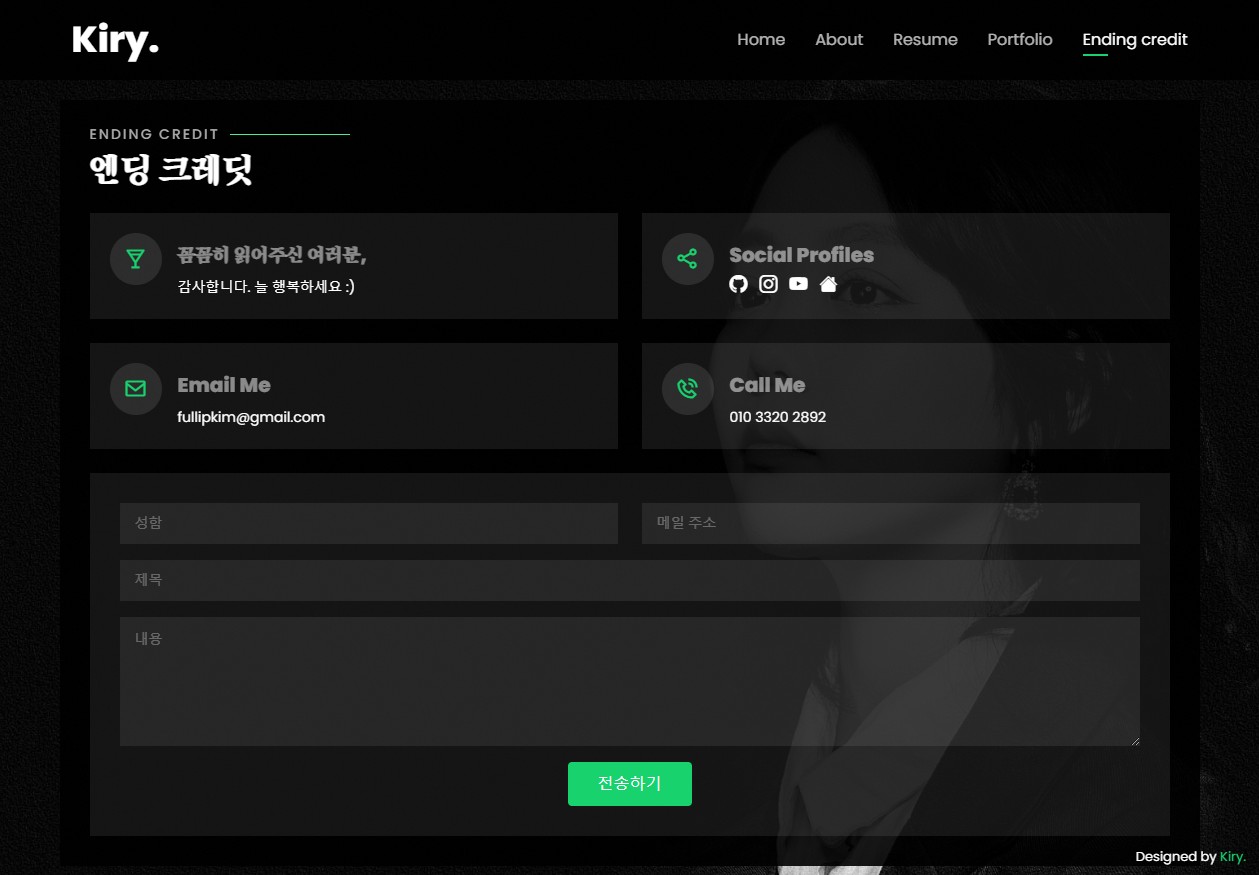 Kiry.
Home About Resume Portfolio Ending credit
ENDING CREDIT
엔딩 크레딧
꼼꼼히 읽어주신 여러분,
감사합니다. 늘 행복하세요 :)
Social Profiles
Email Me
fullipkim@gmail.com
Call Me
010 3320 2892
성함
메일 주소
제목
내용
전송하기
Designed by Kiry.